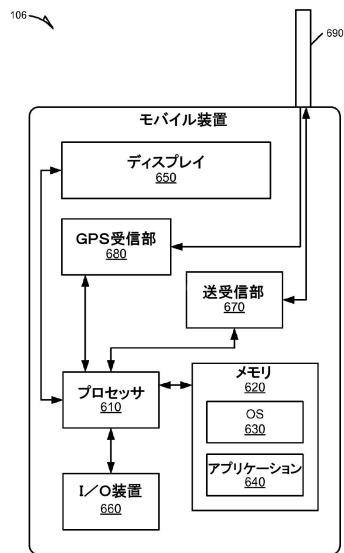 106
690
モバイル装置
ディスプレイ
650
GPS受信部
680
送受信部
670
プロセッサ
610
メモリ
620
OS
630
アプリケーション
640
I/O装置
660